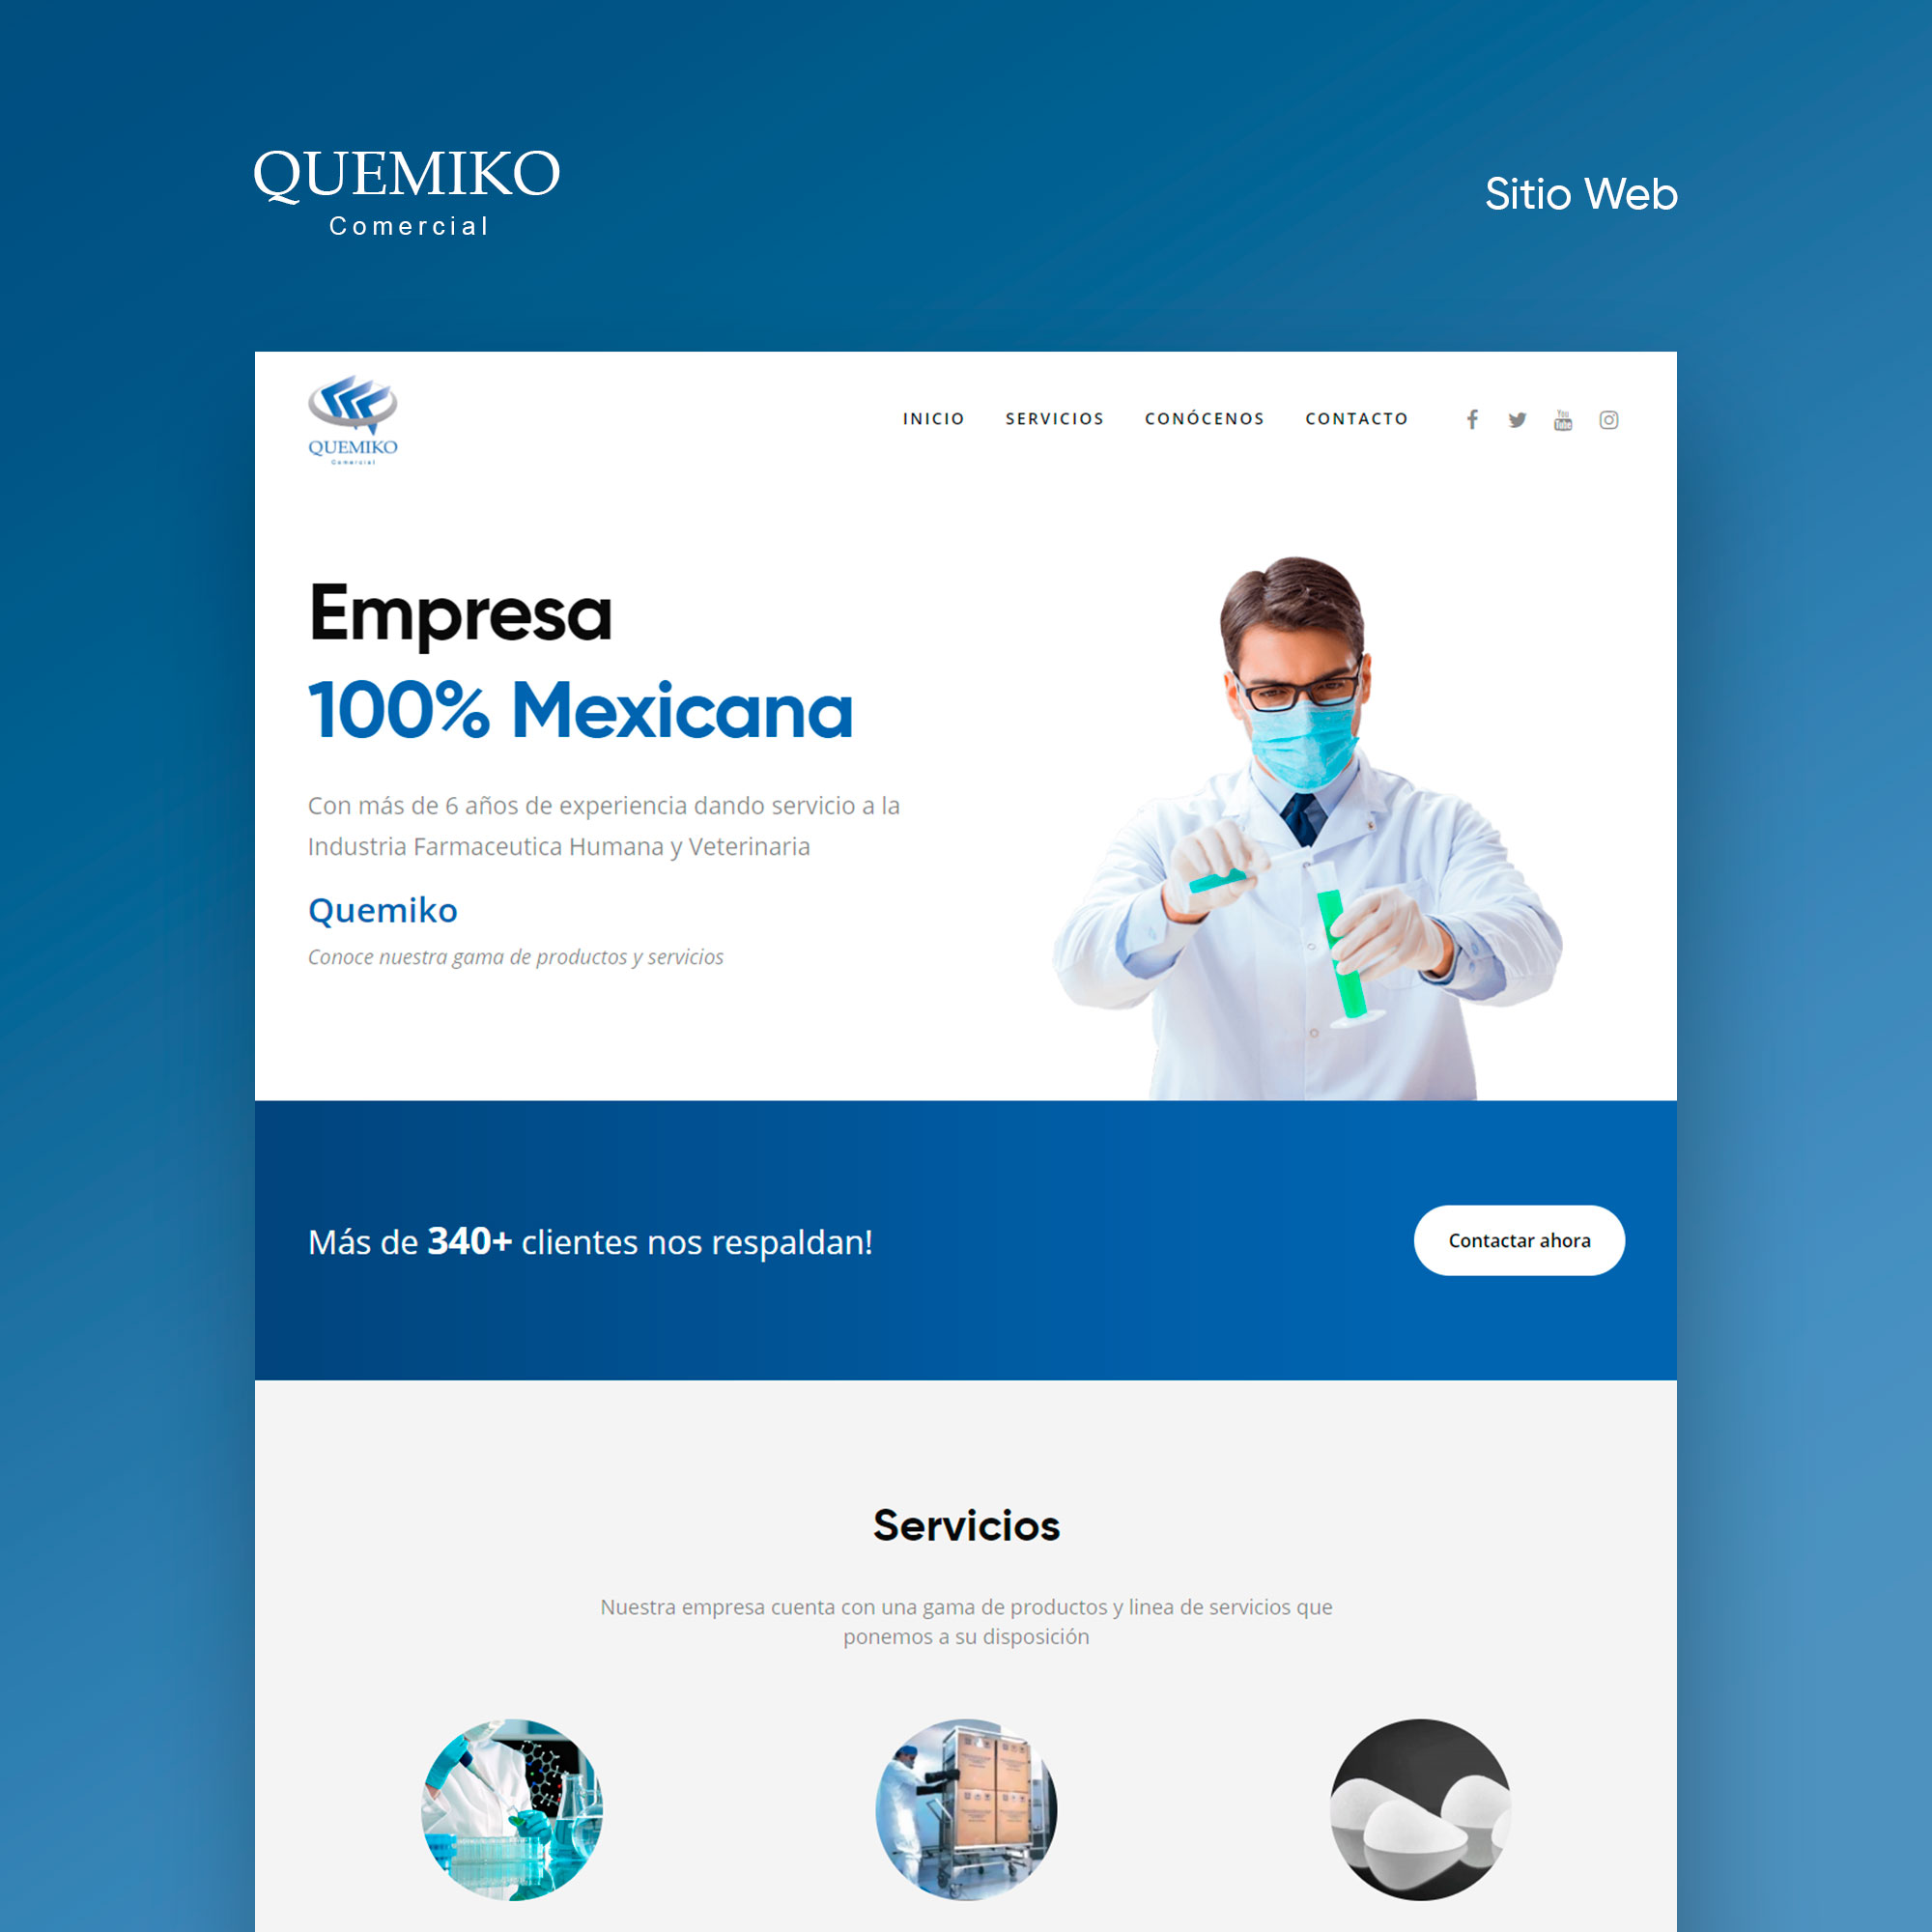 QUEMIKO
Comercial
Sitio Web
QUEMIKO
Comercial
INICIO SERVICIOS CONÓCENOS CONTACTO
You
Tube
Empresa
100% Mexicana
Con más de 6 años de experiencia dando servicio a la
Industria Farmaceutica Humana y Veterinaria
Quemiko
Conoce nuestra gama de productos y servicios
Más de 340+ clientes nos respaldan!
Contactar ahora
Servicios
Nuestra empresa cuenta con una gama de productos y linea de servicios que
ponemos a su disposición